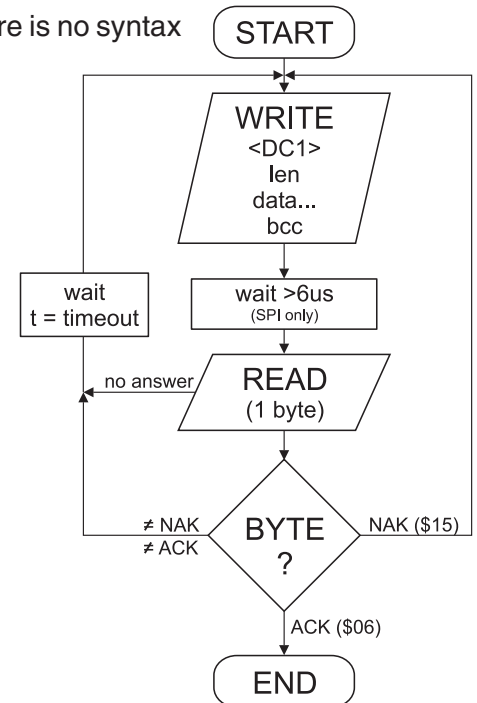 re is no syntax
START
WRITE
<DC1>
len
data...
bcc
wait
t = timeout
wait >6us
(SPI only)
no answer
READ
(1 byte)
≠ NAK
≠ ACK
BYTE
?
NAK ($15)
ACK ($06)
END